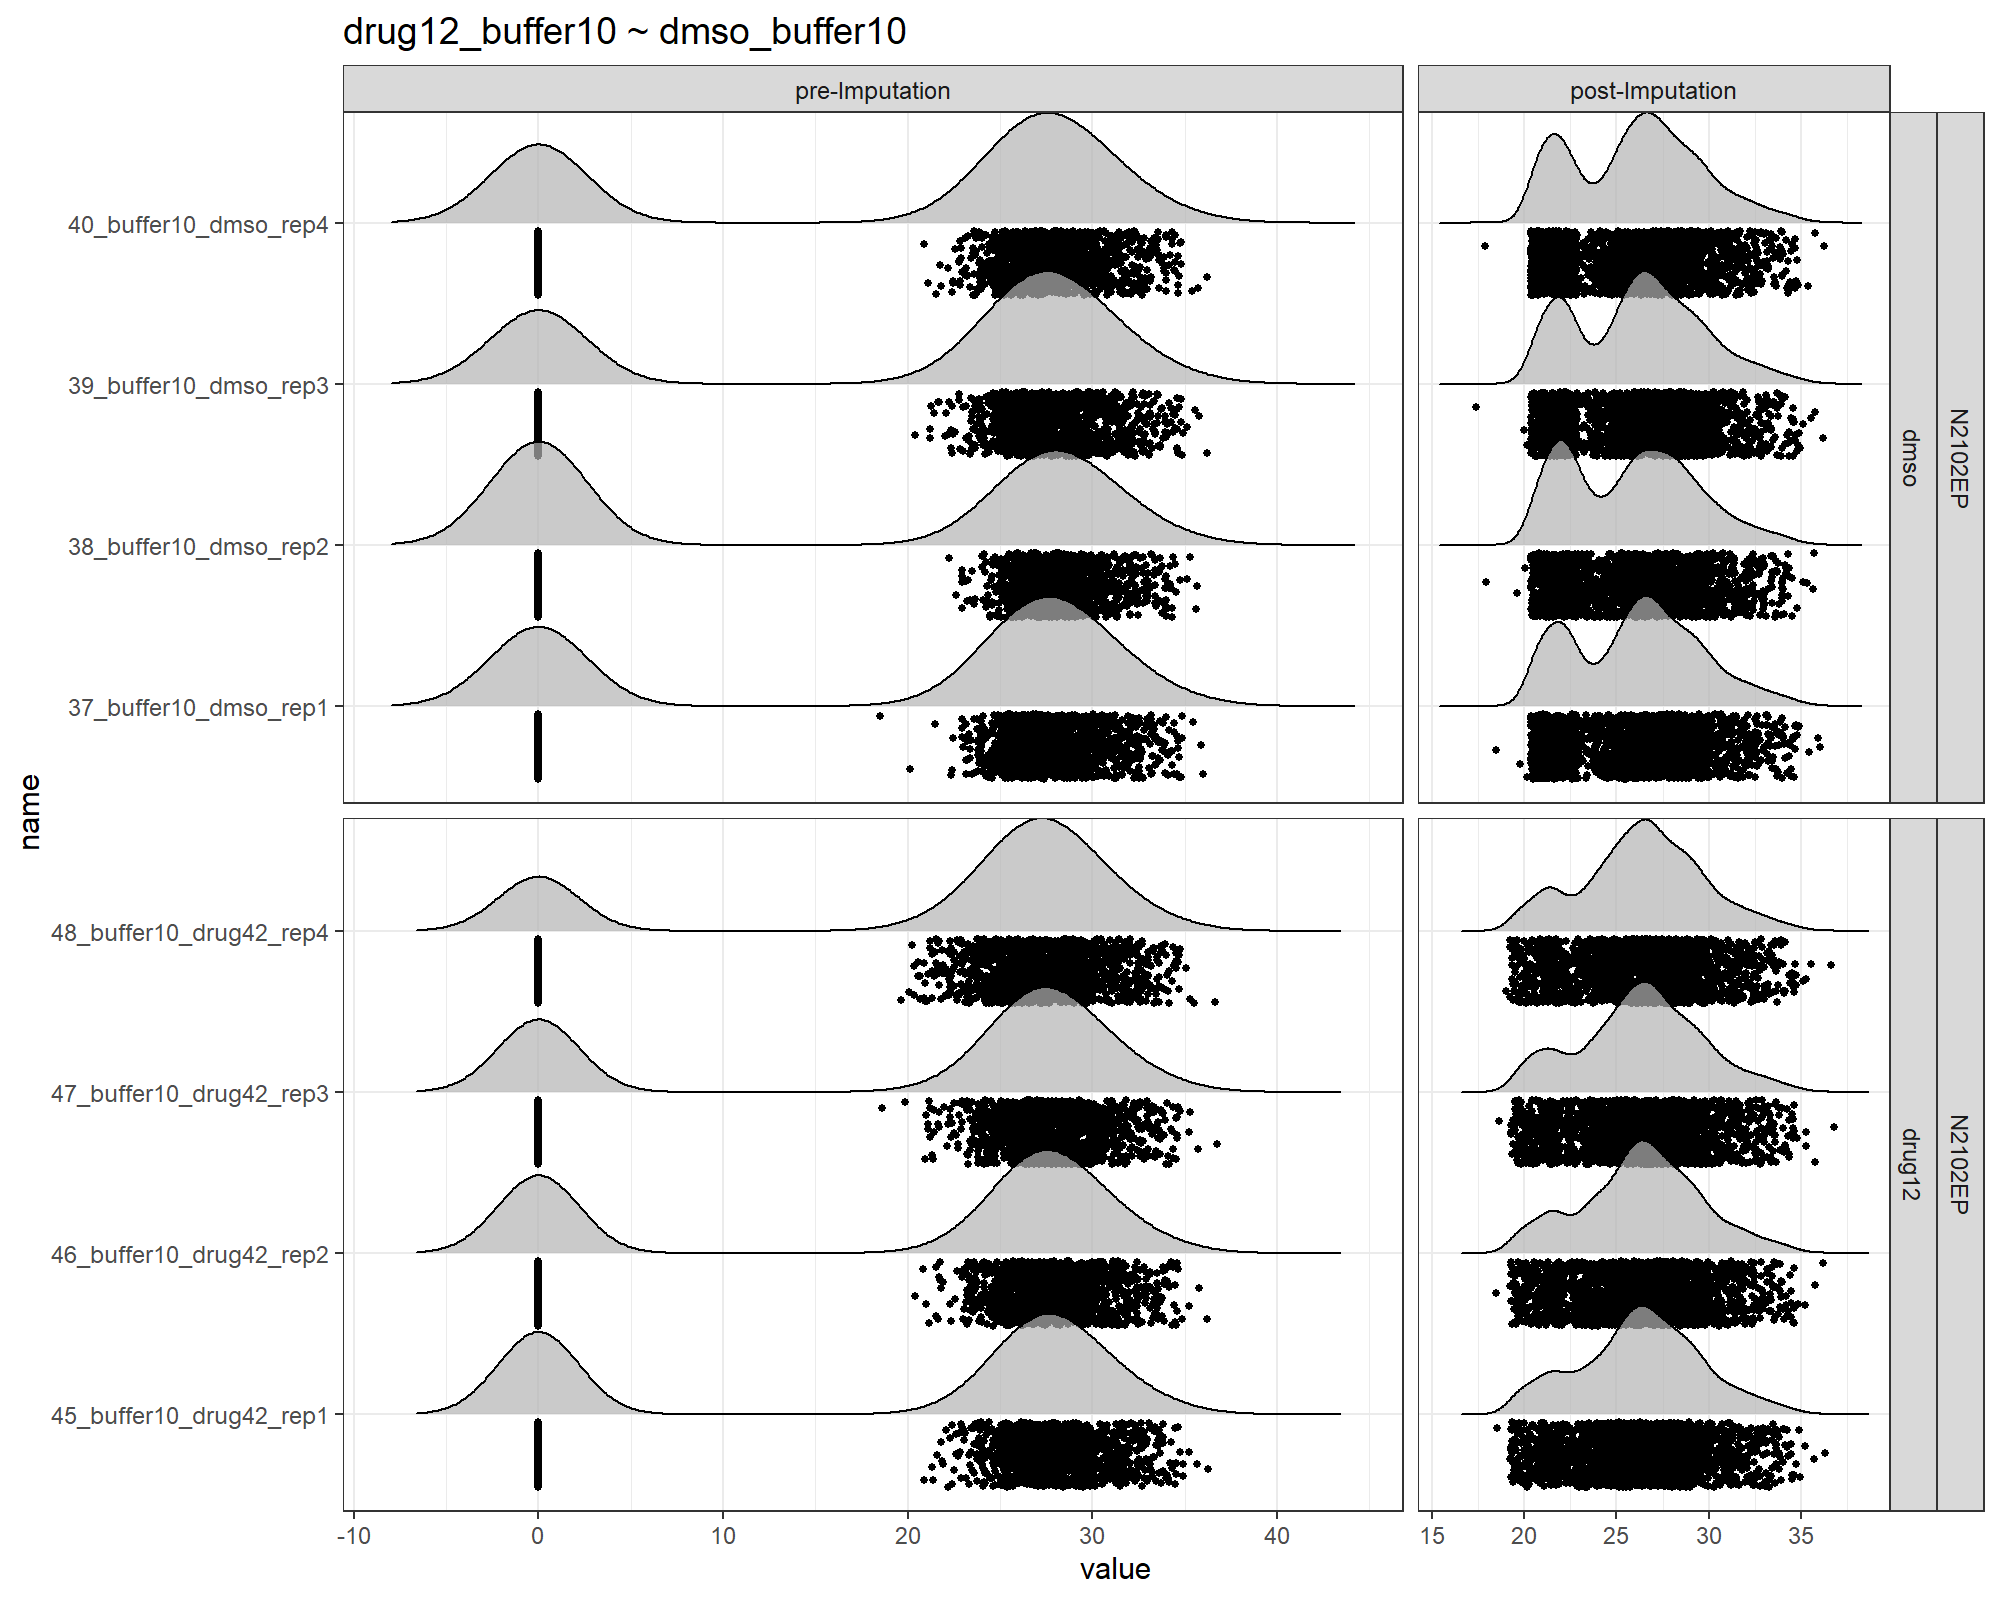 drug12_buffer10 ~ dmso_buffer10
pre-Imputation
post-Imputation
40_buffer10_dmso_rep4
39_buffer10_dmso_rep3
38_buffer10_dmso_rep2
37_buffer10_dmso_rep1
dmso
N2102EP
name
48_buffer10_drug42_rep4
47_buffer10_drug42_rep3
46_buffer10_drug42_rep2
45_buffer10_drug42_rep1
drug12
N2102EP
-10 0 10 20 30 40
15 20 25 30 35
value